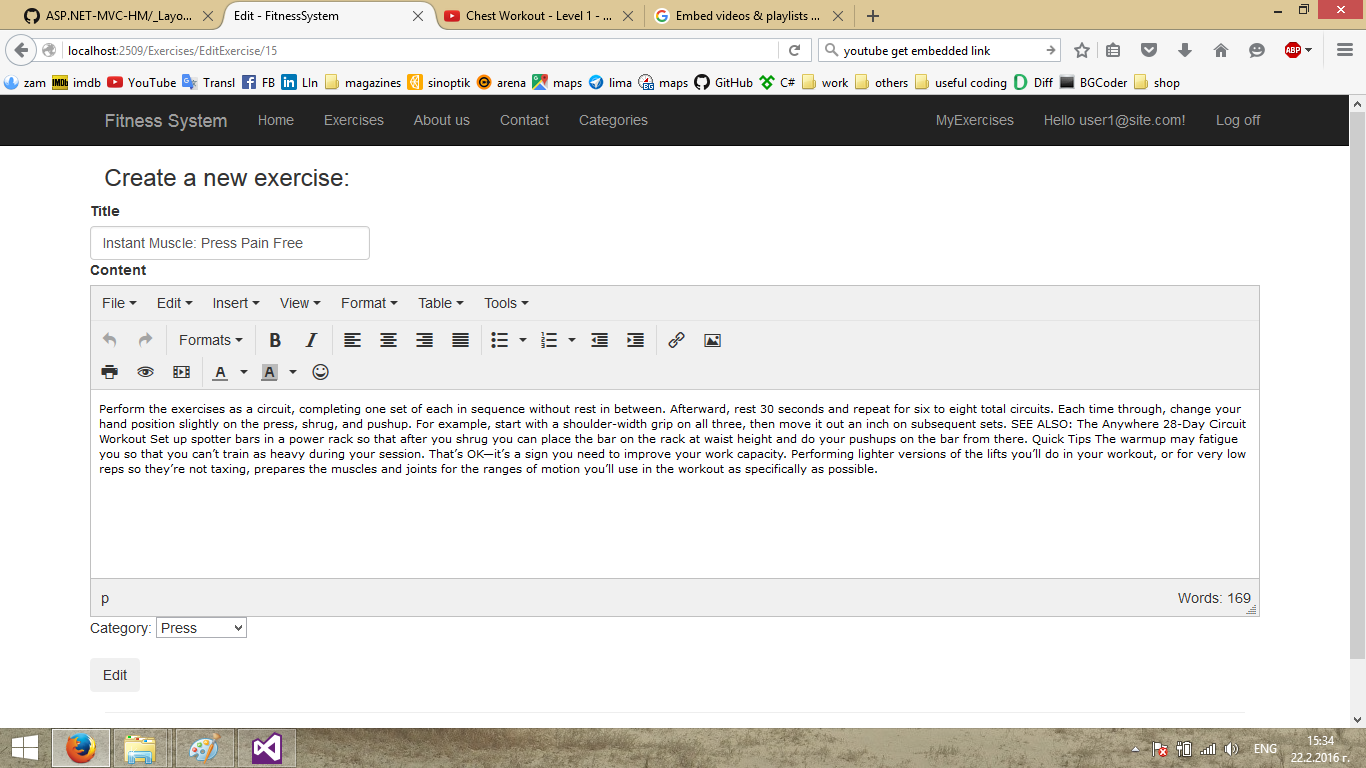 ASP.NET-MVC-HM/_Layo...
Edit - FitnessSystem
Chest Workout - Level 1 - ...
Embed videos & playlists ...
localhost:2509/Exercises/EditExercise/15
youtube get embedded link
ABP
zam
IMDb imdb
YouTube
Transl
FB
LIn
magazines
sinoptik
arena
maps
lima
BG maps
GitHub
C#
work
others
useful coding
Diff
BGCoder
shop
Fitness System
Home
Exercises
About us
Contact
Categories
MyExercises
Hello user1@site.com!
Log off
Create a new exercise:
Title
Instant Muscle: Press Pain Free
Content
File
Edit
Insert
View
Format
Table
Tools
Formats
B
I
A
A
Perform the exercises as a circuit, completing one set of each in sequence without rest in between. Afterward, rest 30 seconds and repeat for six to eight total circuits. Each time through, change your
hand position slightly on the press, shrug, and pushup. For example, start with a shoulder-width grip on all three, then move it out an inch on subsequent sets. SEE ALSO: The Anywhere 28-Day Circuit
Workout Set up spotter bars in a power rack so that after you shrug you can place the bar on the rack at waist height and do your pushups on the bar from there. Quick Tips The warmup may fatigue
you so that you can’t train as heavy during your session. That’s OK—it’s a sign you need to improve your work capacity. Performing lighter versions of the lifts you’ll do in your workout, or for very low
reps so they’re not taxing, prepares the muscles and joints for the ranges of motion you’ll use in the workout as specifically as possible.
p
Words: 169
Category: Press
Edit
ENG
15:34
22.2.2016 г.